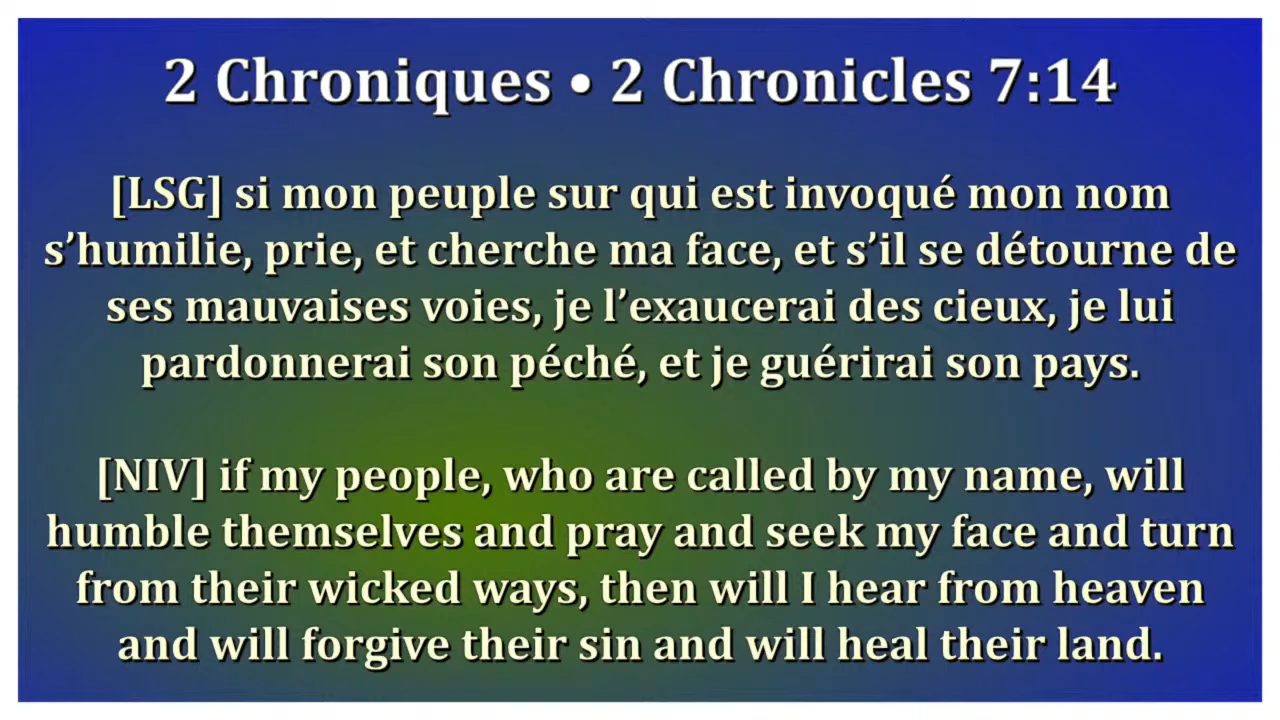 2 Chroniques • 2 Chronicles 7:14
[LSG] si mon peuple sur qui est invoqué mon nom
s’humilie, prie, et cherche ma face, et s’il se détourne de
ses mauvaises voies, je l’exaucerai des cieux, je lui
pardonnerai son péché, et je guérirai son pays.
[NIV] if my people, who are called by my name, will
humble themselves and pray and seek my face and turn
from their wicked ways, then will I hear from heaven
and will forgive their sin and will heal their land.